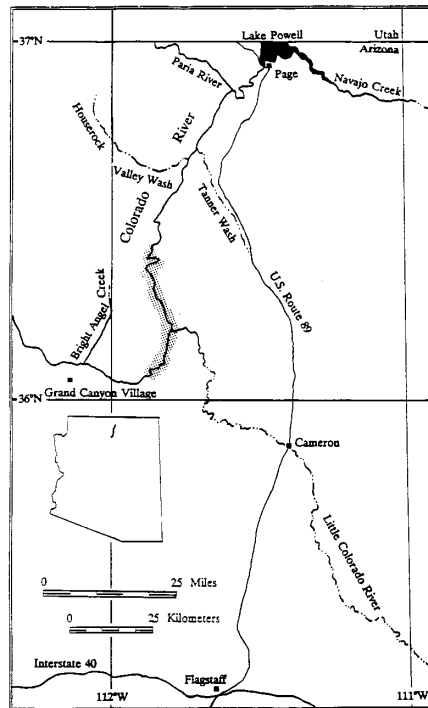 37°N
Lake Powell
Utah
Arizona
Page
Paria River
Navajo Creek
Houserock
Valley Wash
River
Colorado
Tanner Wash
U.S. Route 89
Bright Angel
Creek
36°N
Grand Canyon Village
Cameron
Little Colorado River
0 25 Miles
0 25 Kilometers
Interstate 40
Flagstaff
112°W
111°W